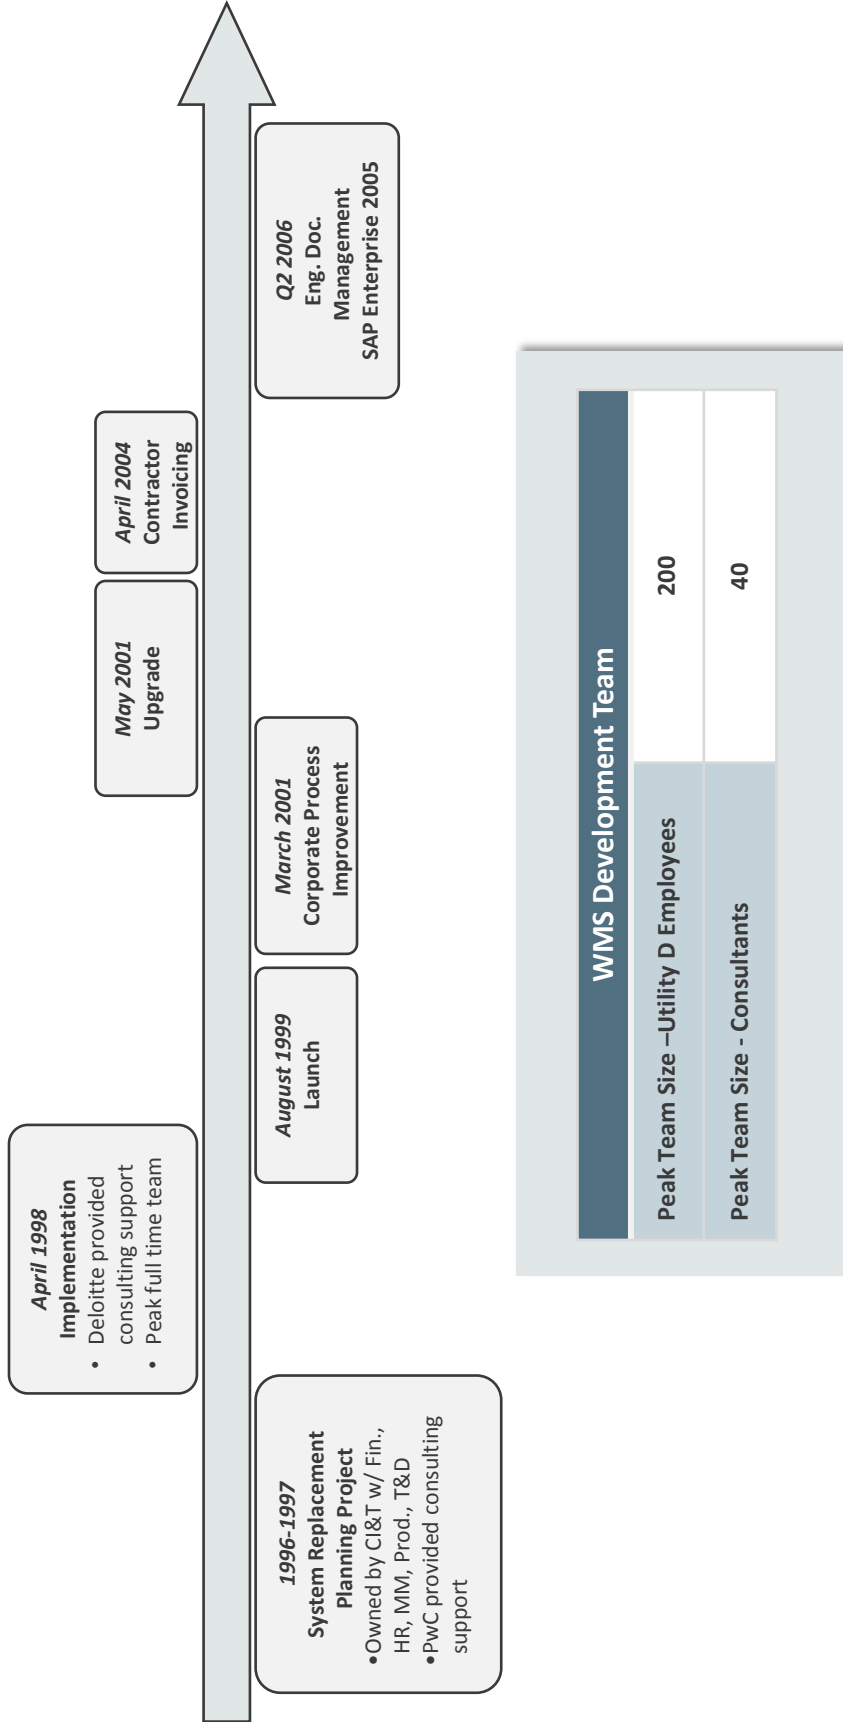 1996-1997
System Replacement
Planning Project
•Owned by CI&T w/ Fin.,
HR, MM, Prod., T&D
•PwC provided consulting
support
April 1998
Implementation
• Deloitte provided
consulting support
• Peak full time team
August 1999
Launch
March 2001
Corporate Process
Improvement
May 2001
Upgrade
April 2004
Contractor
Invoicing
Q2 2006
Eng. Doc.
Management
SAP Enterprise 2005
WMS Development Team
Peak Team Size –Utility D Employees 200
Peak Team Size - Consultants 40